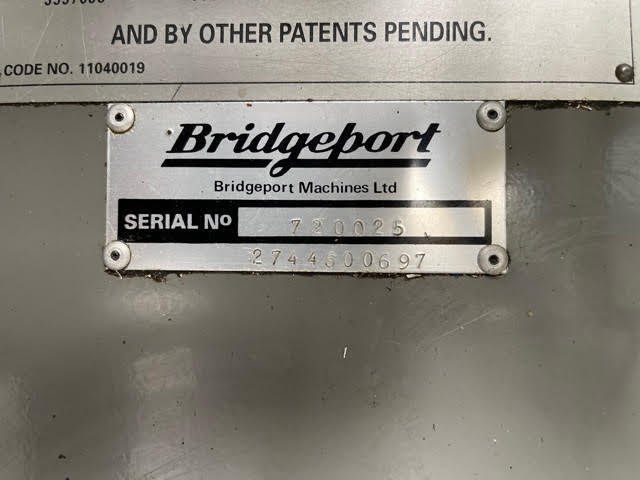 AND BY OTHER PATENTS PENDING.
CODE NO. 11040019
Bridgeport
Bridgeport Machines Ltd
SERIAL No 720025
2744500697